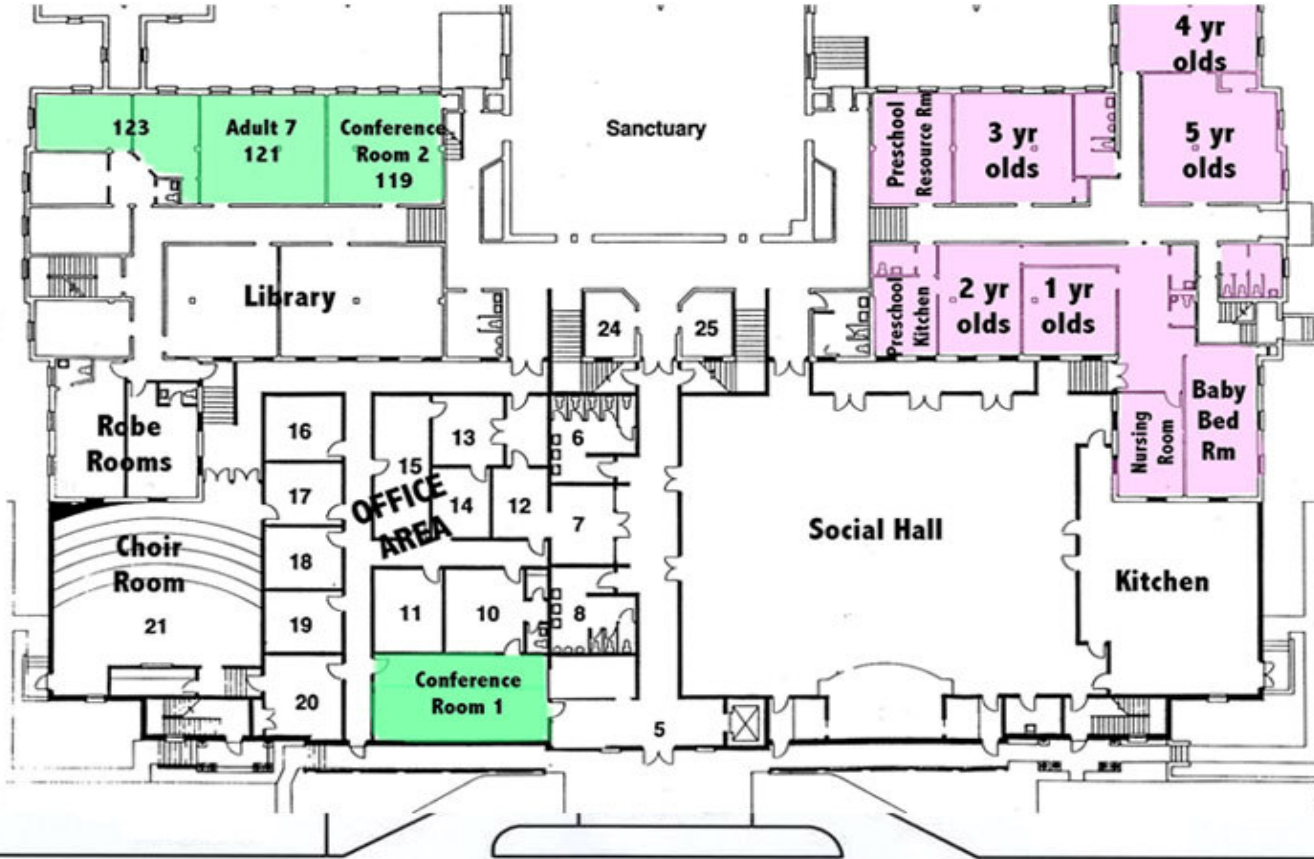 4 yr
olds
123
Adult 7
121
Conference
Room 2
119
Sanctuary
Preschool
Resource Rm
3 yr
olds
5 yr
olds
Library
24
25
Preschool
Kitchen
2 yr
olds
1 yr
olds
Robe
Rooms
16
15
13
6
Nursing
Room
Baby
Bed
Rm
17
OFFICE
AREA
14
12
7
Social Hall
Choir
Room
21
18
Kitchen
19
11
10
8
20
Conference
Room 1
5